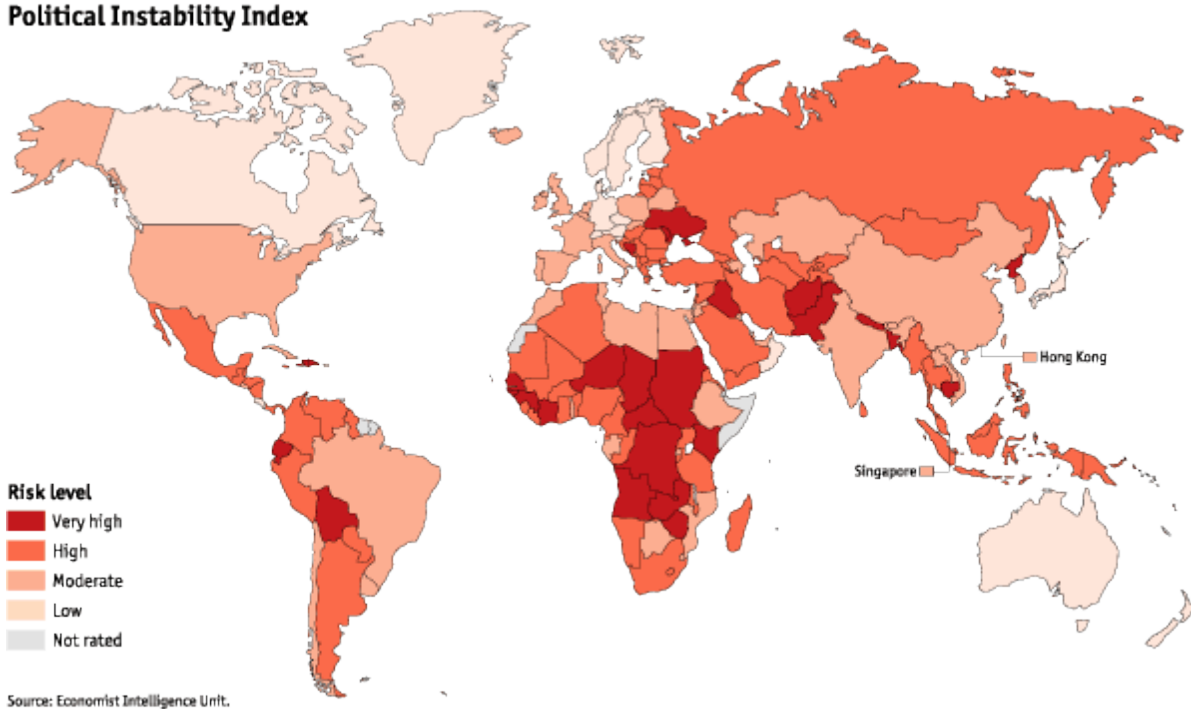 Political Instability Index
Hong Kong
Singapore
Risk level
Very high
High
Moderate
Low
Not rated
Source: Economist Intelligence Unit.